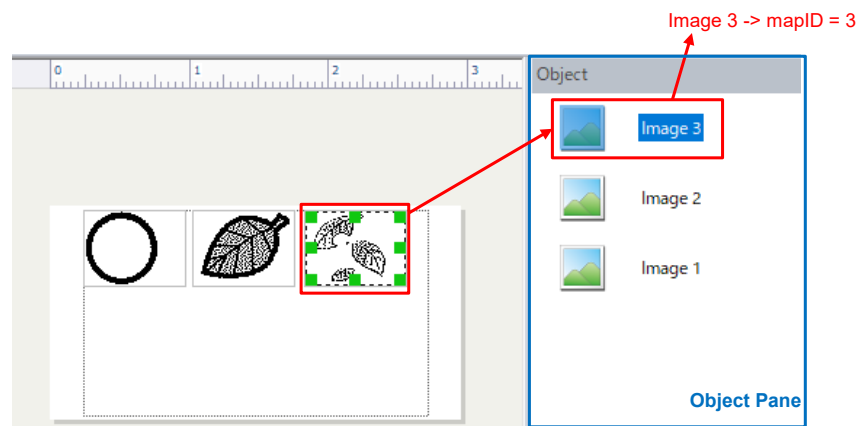 Image 3 -> mapID = 3
0 1 2 3
Object
Image 3
Image 2
Image 1
Object Pane